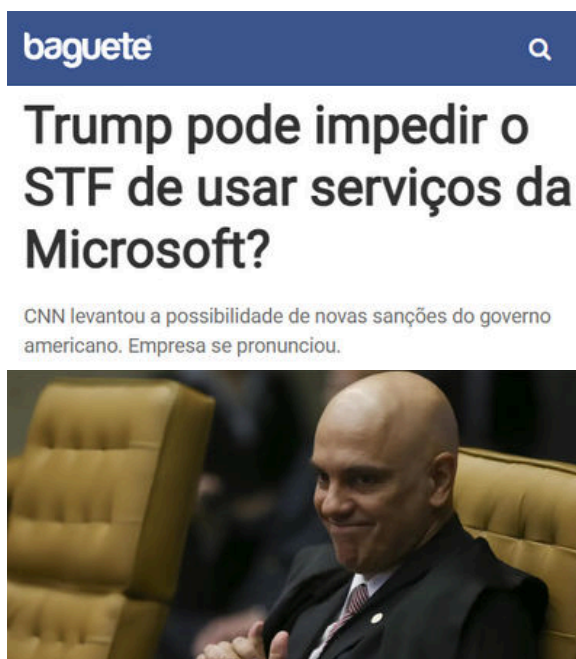 baguete
Trump pode impedir o
STF de usar serviços da
Microsoft?
CNN levantou a possibilidade de novas sanções do governo
americano. Empresa se pronunciou.